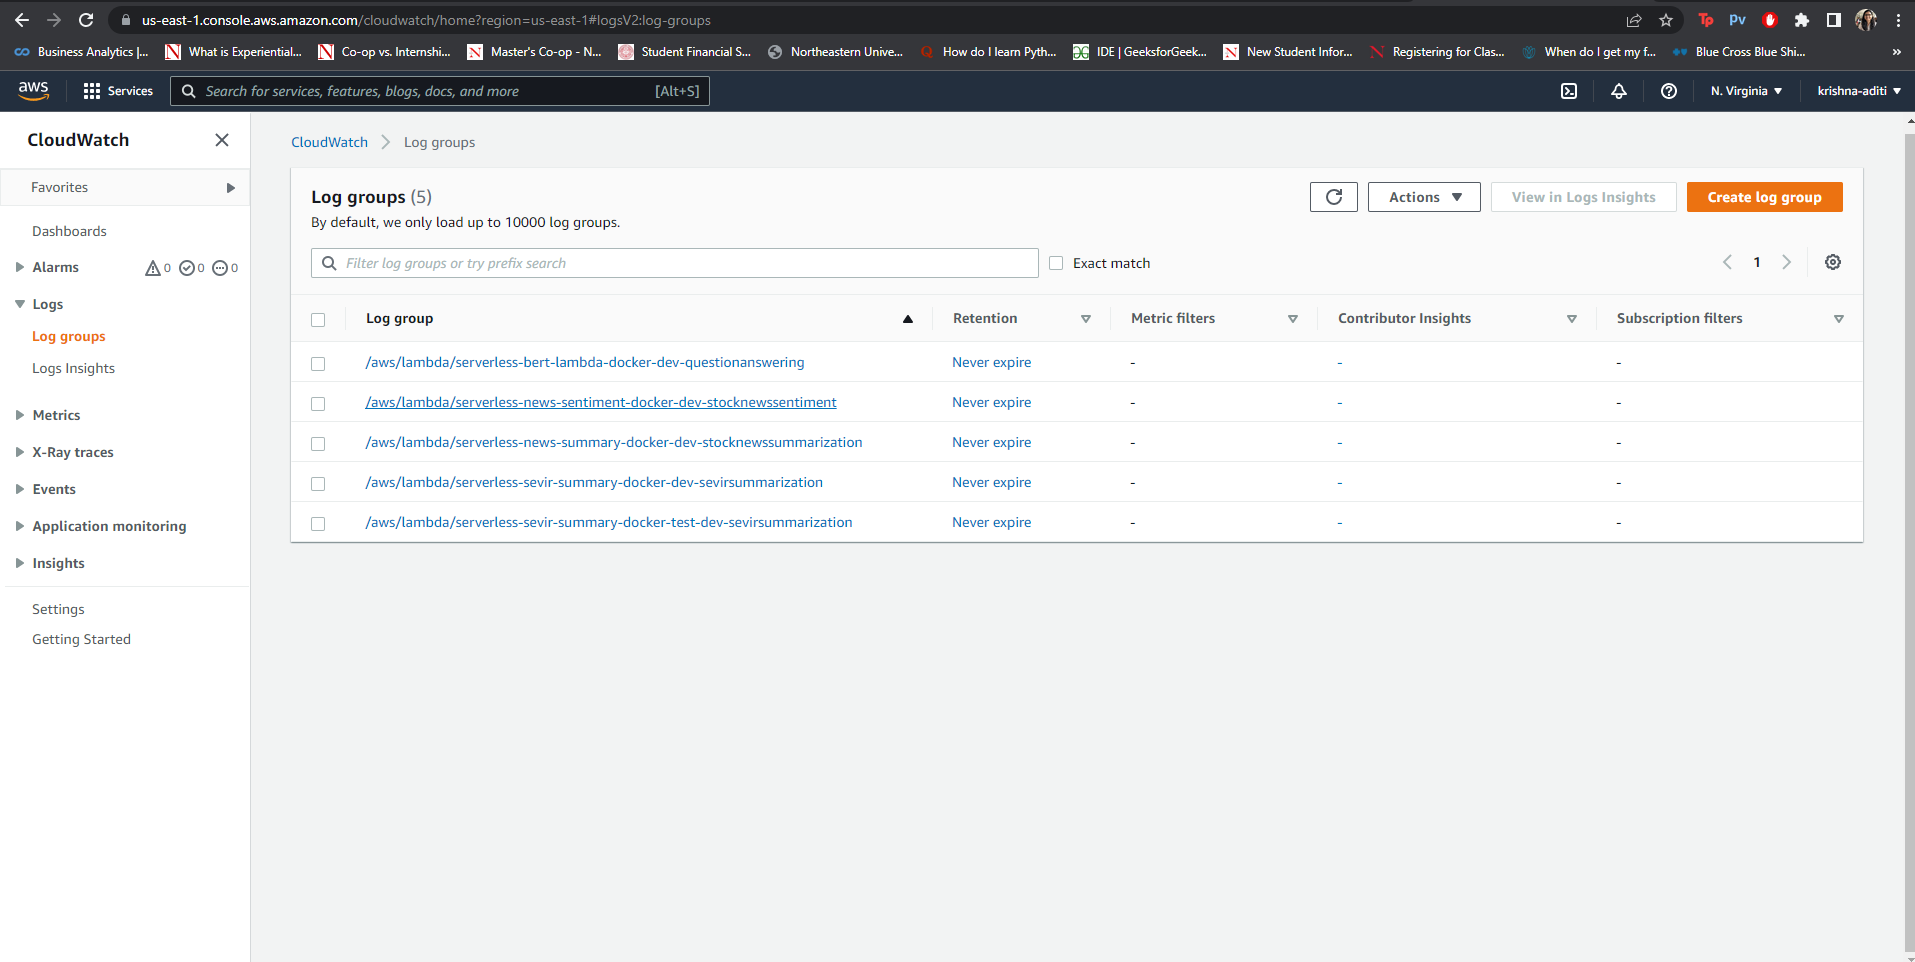 us-east-1.console.aws.amazon.com/cloudwatch/home?region=us-east-1#logsV2:log-groups
Tp
Pv
Business Analytics |...
What is Experiential...
Co-op vs. Internshi...
Master's Co-op - N...
Student Financial S...
Northeastern Unive...
How do I learn Pyth...
IDE | GeeksforGeek...
New Student Infor...
Registering for Clas...
When do I get my f...
Blue Cross Blue Shi...
»
aws
Services
Search for services, features, blogs, docs, and more
[Alt+S]
N. Virginia
krishna-aditi
CloudWatch
Favorites
Dashboards
Alarms
0
0
0
Logs
Log groups
Logs Insights
Metrics
X-Ray traces
Events
Application monitoring
Insights
Settings
Getting Started
CloudWatch
Log groups
Log groups (5)
By default, we only load up to 10000 log groups.
Actions
View in Logs Insights
Create log group
Filter log groups or try prefix search
Exact match
1
Log group
Retention
Metric filters
Contributor Insights
Subscription filters
/aws/lambda/serverless-bert-lambda-docker-dev-questionanswering Never expire - - -
/aws/lambda/serverless-news-sentiment-docker-dev-stocknewssentiment Never expire - - -
/aws/lambda/serverless-news-summary-docker-dev-stocknewssummarization Never expire - - -
/aws/lambda/serverless-sevir-summary-docker-dev-sevirsummarization Never expire - - -
/aws/lambda/serverless-sevir-summary-docker-test-dev-sevirsummarization Never expire - - -